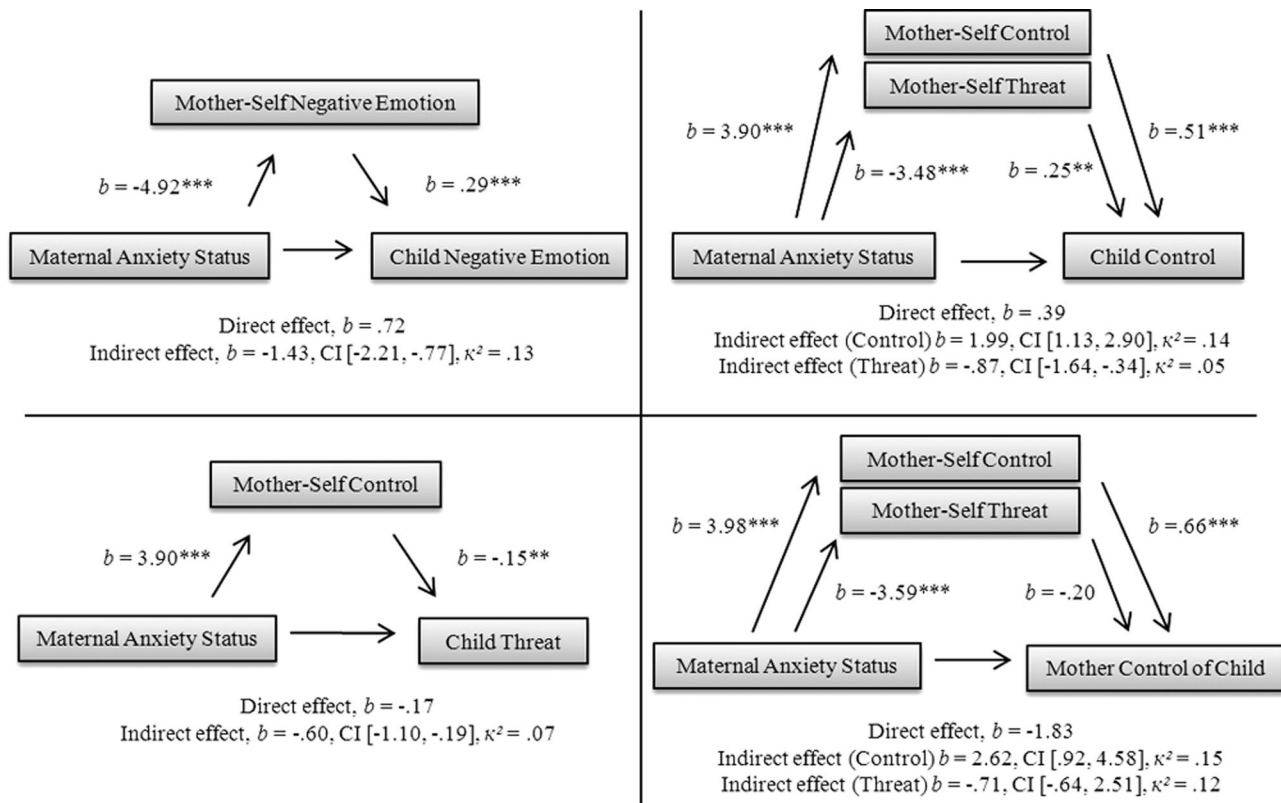 Mother-Self Negative Emotion
b = -4.92***
b = .29***
Maternal Anxiety Status
Child Negative Emotion
Direct effect, b = .72
Indirect effect, b = -1.43, CI [-2.21, -.77], κ² = .13
Mother-Self Control
Mother-Self Threat
b = 3.90***
b =.51***
b = -3.48***
b = .25**
Maternal Anxiety Status
Child Control
Direct effect, b = .39
Indirect effect (Control) b = 1.99, CI [1.13, 2.90], κ² = .14
Indirect effect (Threat) b = -.87, CI [-1.64, -.34], κ² = .05
Mother-Self Control
b = 3.90***
b = -.15**
Maternal Anxiety Status
Child Threat
Direct effect, b = -.17
Indirect effect, b = -.60, CI [-1.10, -.19], κ² = .07
Mother-Self Control
Mother-Self Threat
b = 3.98***
b =.66***
b = -3.59***
b = -.20
Maternal Anxiety Status
Mother Control of Child
Direct effect, b = -1.83
Indirect effect (Control) b = 2.62, CI [.92, 4.58], κ² = .15
Indirect effect (Threat) b = -.71, CI [-.64, 2.51], κ² = .12